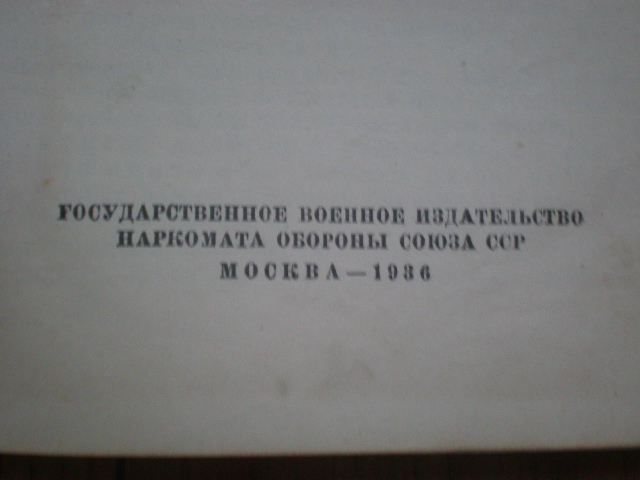 ГОСУДАРСТВЕННОЕ ВОЕННОЕ ИЗДАТЕЛЬСТВО
НАРКОМАТА ОБОРОНЫ СОЮЗА ССР
МОСКВА — 1936